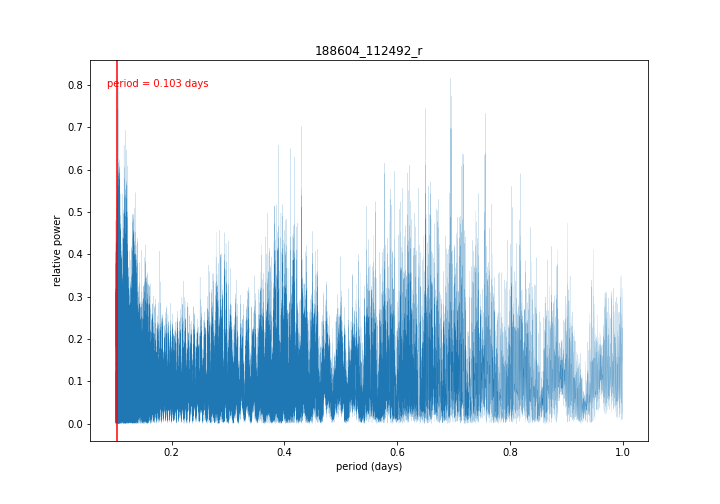 188604_112492_r
period = 0.103 days
relative power
0.8
0.7
0.6
0.5
0.4
0.3
0.2
0.1
0.0
0.2 0.4 0.6 0.8 1.0
period (days)